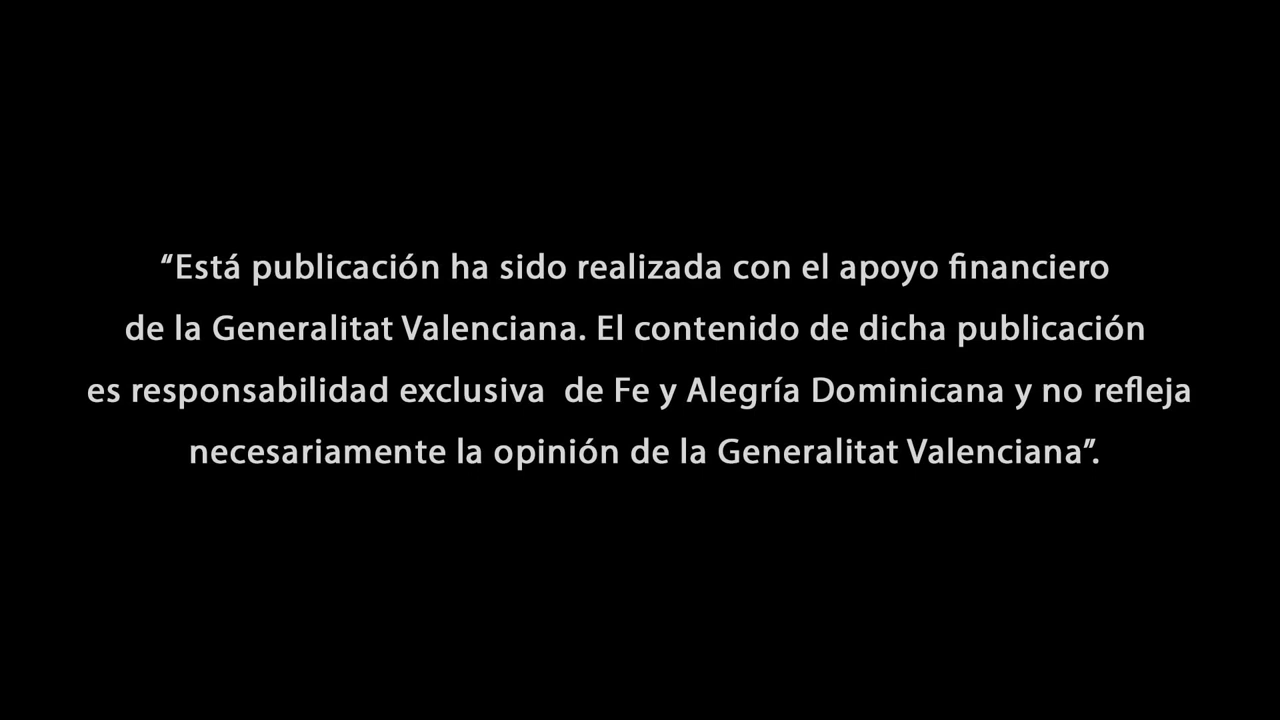 “Está publicación ha sido realizada con el apoyo financiero
de la Generalitat Valenciana. El contenido de dicha publicación
es responsabilidad exclusiva  de Fe y Alegría Dominicana y no refleja
necesariamente la opinión de la Generalitat Valenciana”.